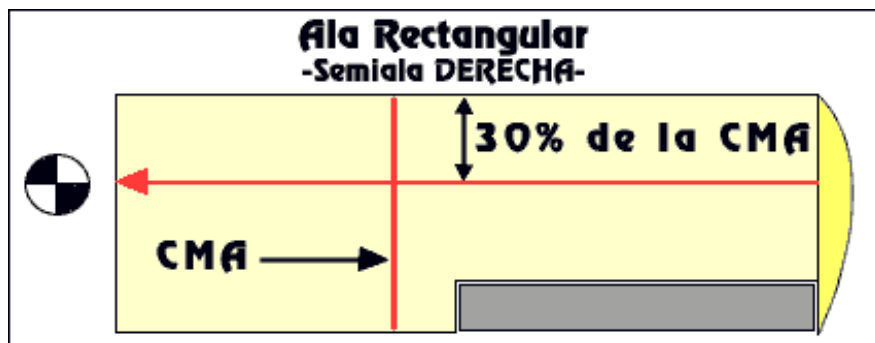 Ala Rectangular
-Semiala DERECHA-
30% de la CMA
CMA